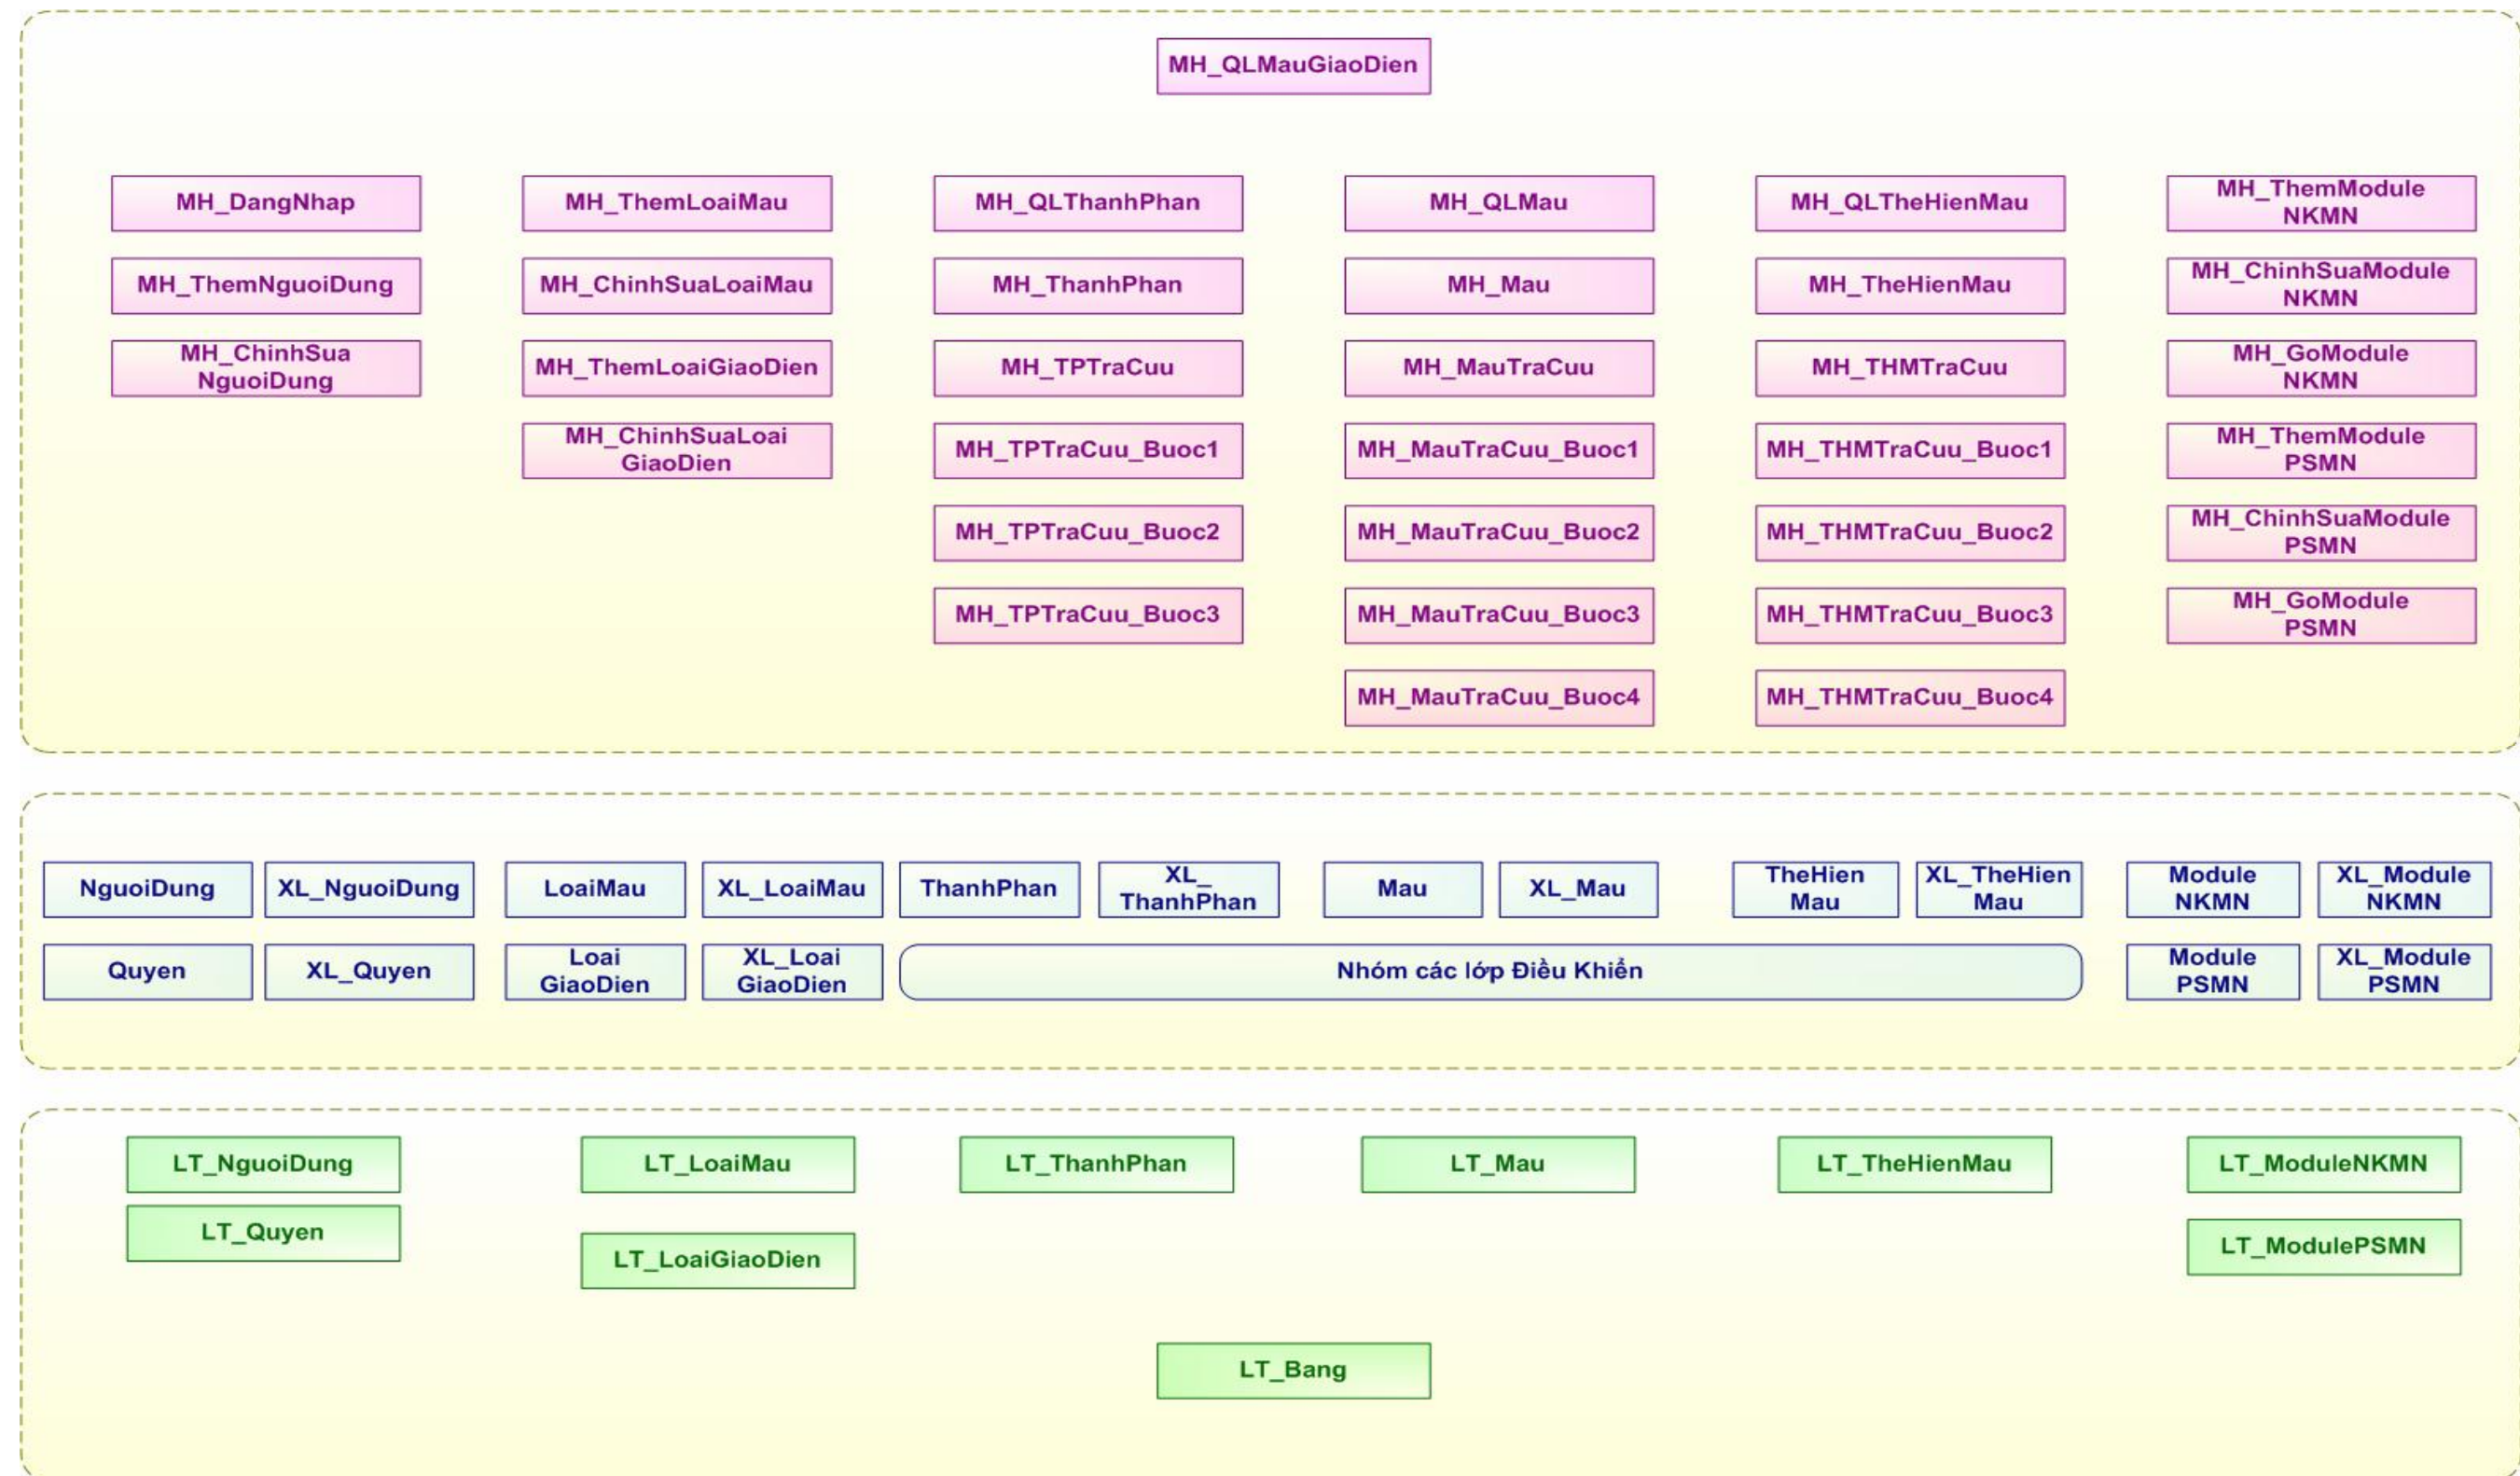 MH_QLMauGiaoDien
MH_DangNhap
MH_ThemNguoiDung
MH_ChinhSua
NguoiDung
MH_ThemLoaiMau
MH_ChinhSuaLoaiMau
MH_ThemLoaiGiaoDien
MH_ChinhSuaLoai
GiaoDien
MH_QLThanhPhan
MH_ThanhPhan
MH_TPTraCuu
MH_TPTraCuu_Buoc1
MH_TPTraCuu_Buoc2
MH_TPTraCuu_Buoc3
MH_QLMau
MH_Mau
MH_MauTraCuu
MH_MauTraCuu_Buoc1
MH_MauTraCuu_Buoc2
MH_MauTraCuu_Buoc3
MH_MauTraCuu_Buoc4
MH_QLTheHienMau
MH_TheHienMau
MH_THMTraCuu
MH_THMTraCuu_Buoc1
MH_THMTraCuu_Buoc2
MH_THMTraCuu_Buoc3
MH_THMTraCuu_Buoc4
MH_ThemModule
NKMN
MH_ChinhSuaModule
NKMN
MH_GoModule
NKMN
MH_ThemModule
PSMN
MH_ChinhSuaModule
PSMN
MH_GoModule
PSMN
NguoiDung
XL_NguoiDung
LoaiMau
XL_LoaiMau
ThanhPhan
XL_
ThanhPhan
Mau
XL_Mau
TheHien
Mau
XL_TheHien
Mau
Module
NKMN
XL_Module
NKMN
Quyen
XL_Quyen
Loai
GiaoDien
XL_Loai
GiaoDien
Nhóm các lớp Điều Khiển
Module
PSMN
XL_Module
PSMN
LT_NguoiDung
LT_Quyen
LT_LoaiMau
LT_LoaiGiaoDien
LT_ThanhPhan
LT_Mau
LT_TheHienMau
LT_ModuleNKMN
LT_ModulePSMN
LT_Bang